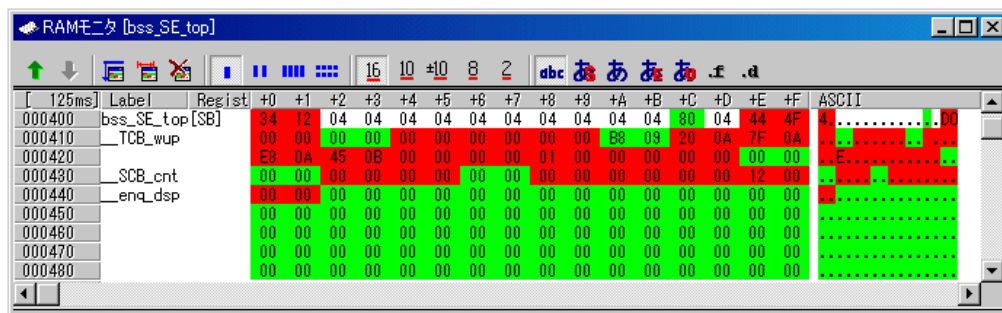 RAMモニタ [bss_SE_top]
16 10 ±10 8 2 abc あS あ あE あD .f .d
[ 125ms] Label Regist +0 +1 +2 +3 +4 +5 +6 +7 +8 +9 +A +B +C +D +E +F ASCII
000400 bss_SE_top[SB] 34 12 04 04 04 04 04 04 04 04 04 04 80 04 44 4F 4.............DO
000410 __TCB_wup 00 00 00 00 00 00 00 00 00 00 B8 09 20 0A 7F 0A ............ ...
000420 E8 0A 45 0B 00 00 00 00 01 00 00 00 00 00 00 00 ..E.............
000430 __SCB_cnt 00 00 00 00 00 00 00 00 00 00 00 00 00 00 12 00 ................
000440 __enq_dsp 00 00 00 00 00 00 00 00 00 00 00 00 00 00 00 00 ................
000450 00 00 00 00 00 00 00 00 00 00 00 00 00 00 00 00 ................
000460 00 00 00 00 00 00 00 00 00 00 00 00 00 00 00 00 ................
000470 00 00 00 00 00 00 00 00 00 00 00 00 00 00 00 00 ................
000480 00 00 00 00 00 00 00 00 00 00 00 00 00 00 00 00 ................